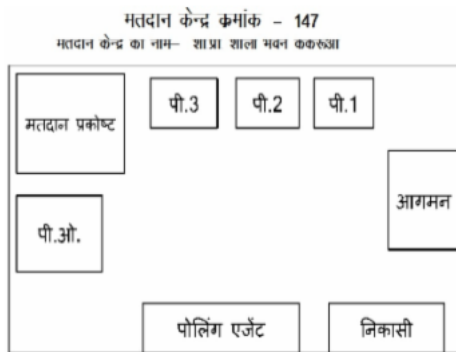 मतदान केन्द्र क्रमांक - 147
मतदान केन्द्र का नाम- शा.प्रा. शाला भवन ककरूआ
मतदान प्रकोष्ट
पी.3
पी.2
पी.1
आगमन
पी.ओ.
पोलिंग एजेंट
निकासी